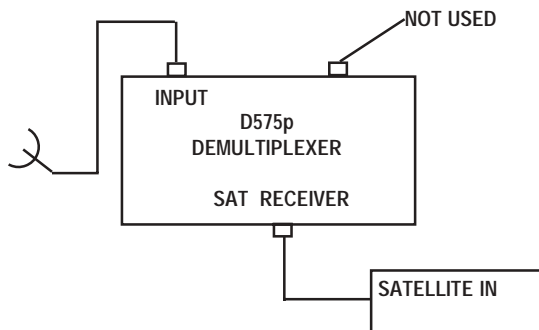 NOT USED
INPUT
D575p
DEMULTIPLEXER
SAT RECEIVER
SATELLITE IN